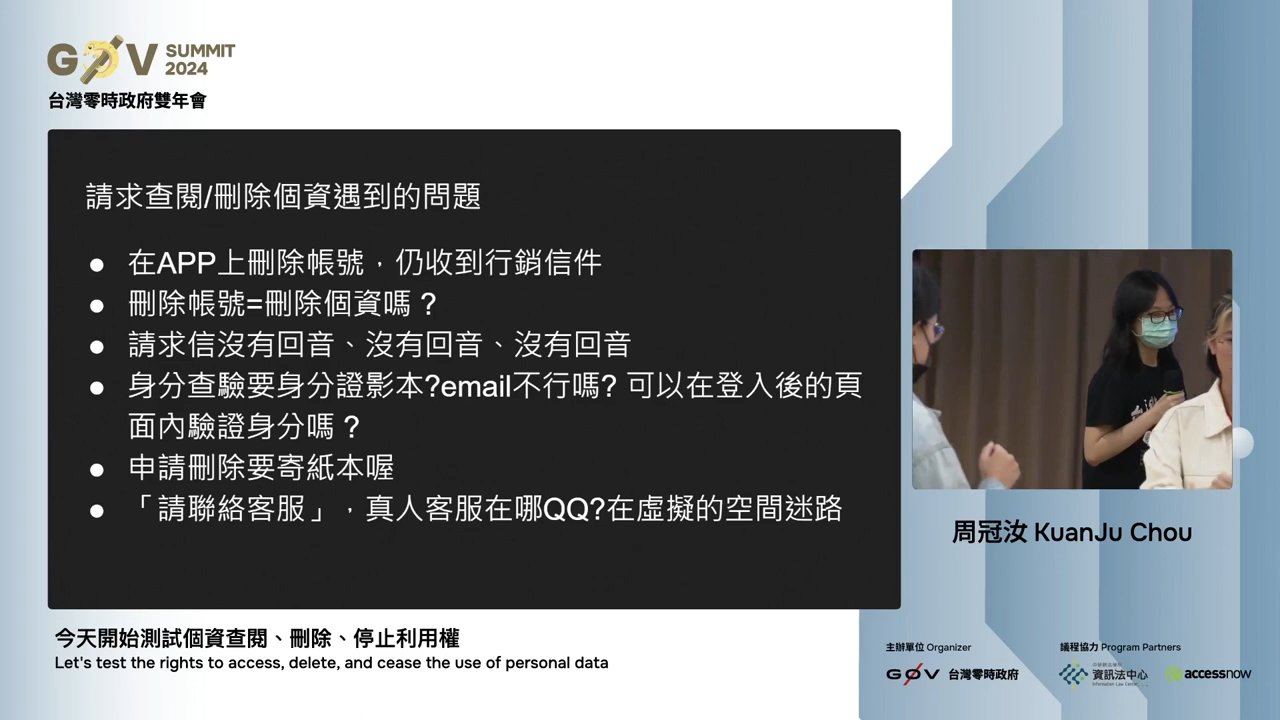 G0V SUMMIT 2024
台灣零時政府雙年會
請求查閱/刪除個資遇到的問題
● 在APP上刪除帳號，仍收到行銷信件
● 刪除帳號=刪除個資嗎？
● 請求信沒有回音、沒有回音、沒有回音
● 身分查驗要身分證影本?email不行嗎? 可以在登入後的頁
面內驗證身分嗎？
● 申請刪除要寄紙本喔
● 「請聯絡客服」，真人客服在哪QQ?在虛擬的空間迷路
周冠汝 KuanJu Chou
今天開始測試個資查閱、刪除、停止利用權
Let's test the rights to access, delete, and cease the use of personal data
主辦單位 Organizer
G0V 台灣零時政府
議程協力 Program Partners
資訊法中心
Information Law Center
accessnow